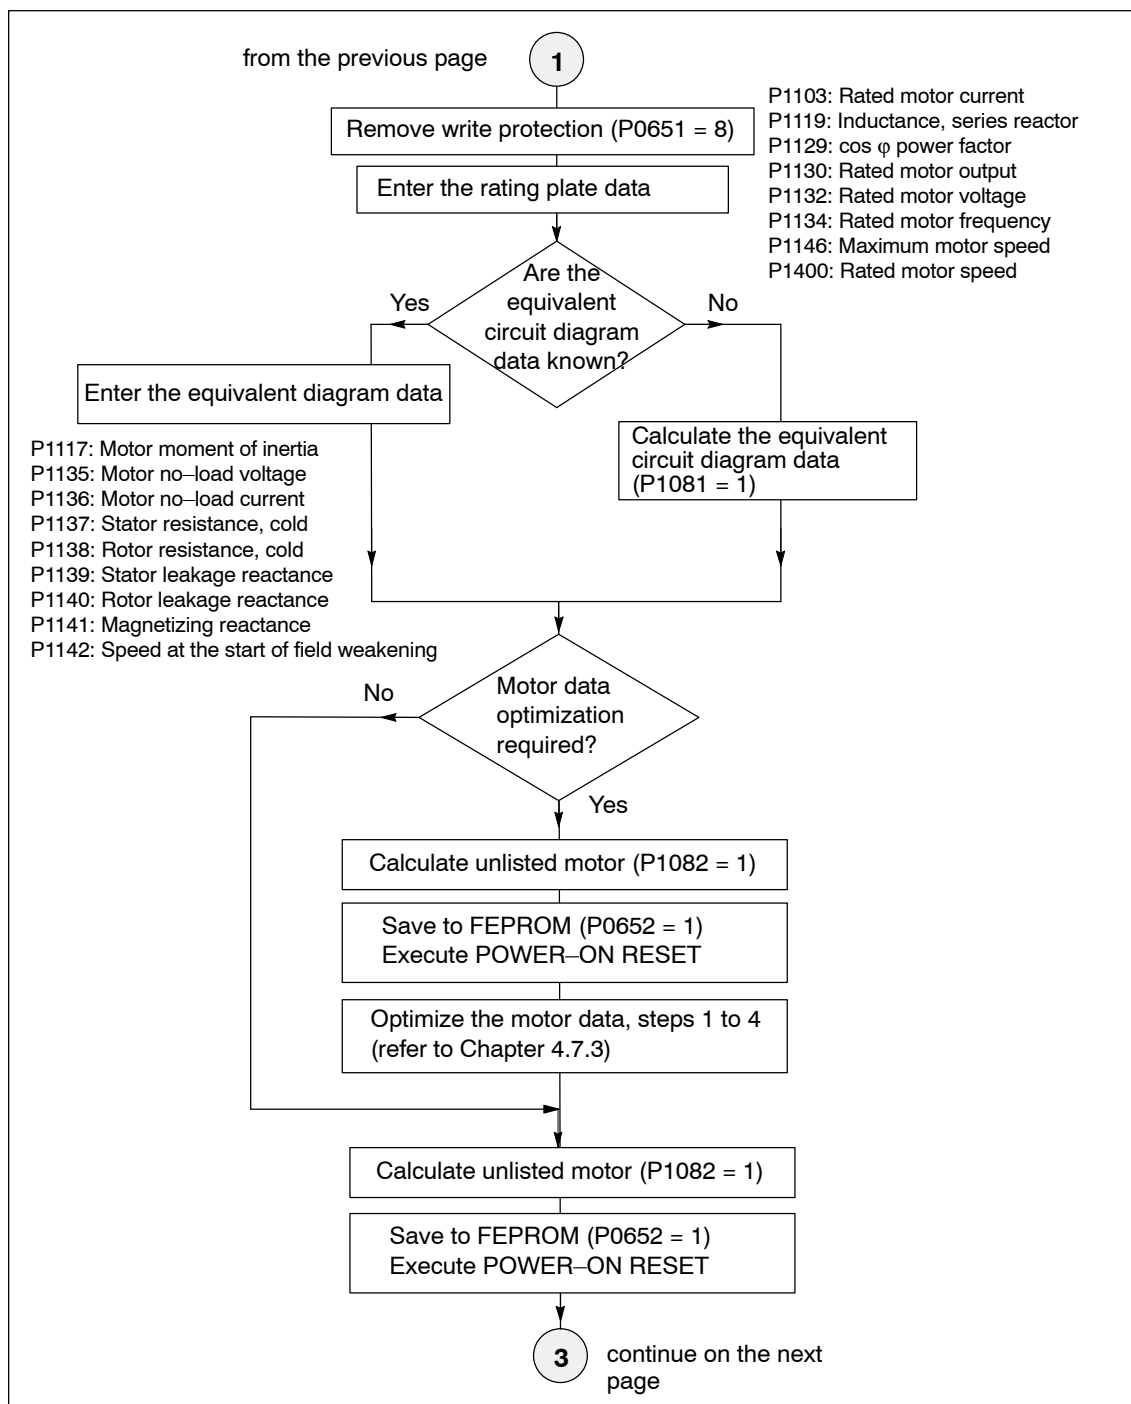 from the previous page
1
Remove write protection (P0651 = 8)
Enter the rating plate data
P1103: Rated motor current
P1119: Inductance, series reactor
P1129: cos φ power factor
P1130: Rated motor output
P1132: Rated motor voltage
P1134: Rated motor frequency
P1146: Maximum motor speed
P1400: Rated motor speed
Are the
equivalent
circuit diagram
data known?
Yes
No
Enter the equivalent diagram data
Calculate the equivalent
circuit diagram data
(P1081 = 1)
P1117: Motor moment of inertia
P1135: Motor no–load voltage
P1136: Motor no–load current
P1137: Stator resistance, cold
P1138: Rotor resistance, cold
P1139: Stator leakage reactance
P1140: Rotor leakage reactance
P1141: Magnetizing reactance
P1142: Speed at the start of field weakening
No
Motor data
optimization
required?
Yes
Calculate unlisted motor (P1082 = 1)
Save to FEPROM (P0652 = 1)
Execute POWER–ON RESET
Optimize the motor data, steps 1 to 4
(refer to Chapter 4.7.3)
Calculate unlisted motor (P1082 = 1)
Save to FEPROM (P0652 = 1)
Execute POWER–ON RESET
3
continue on the next
page